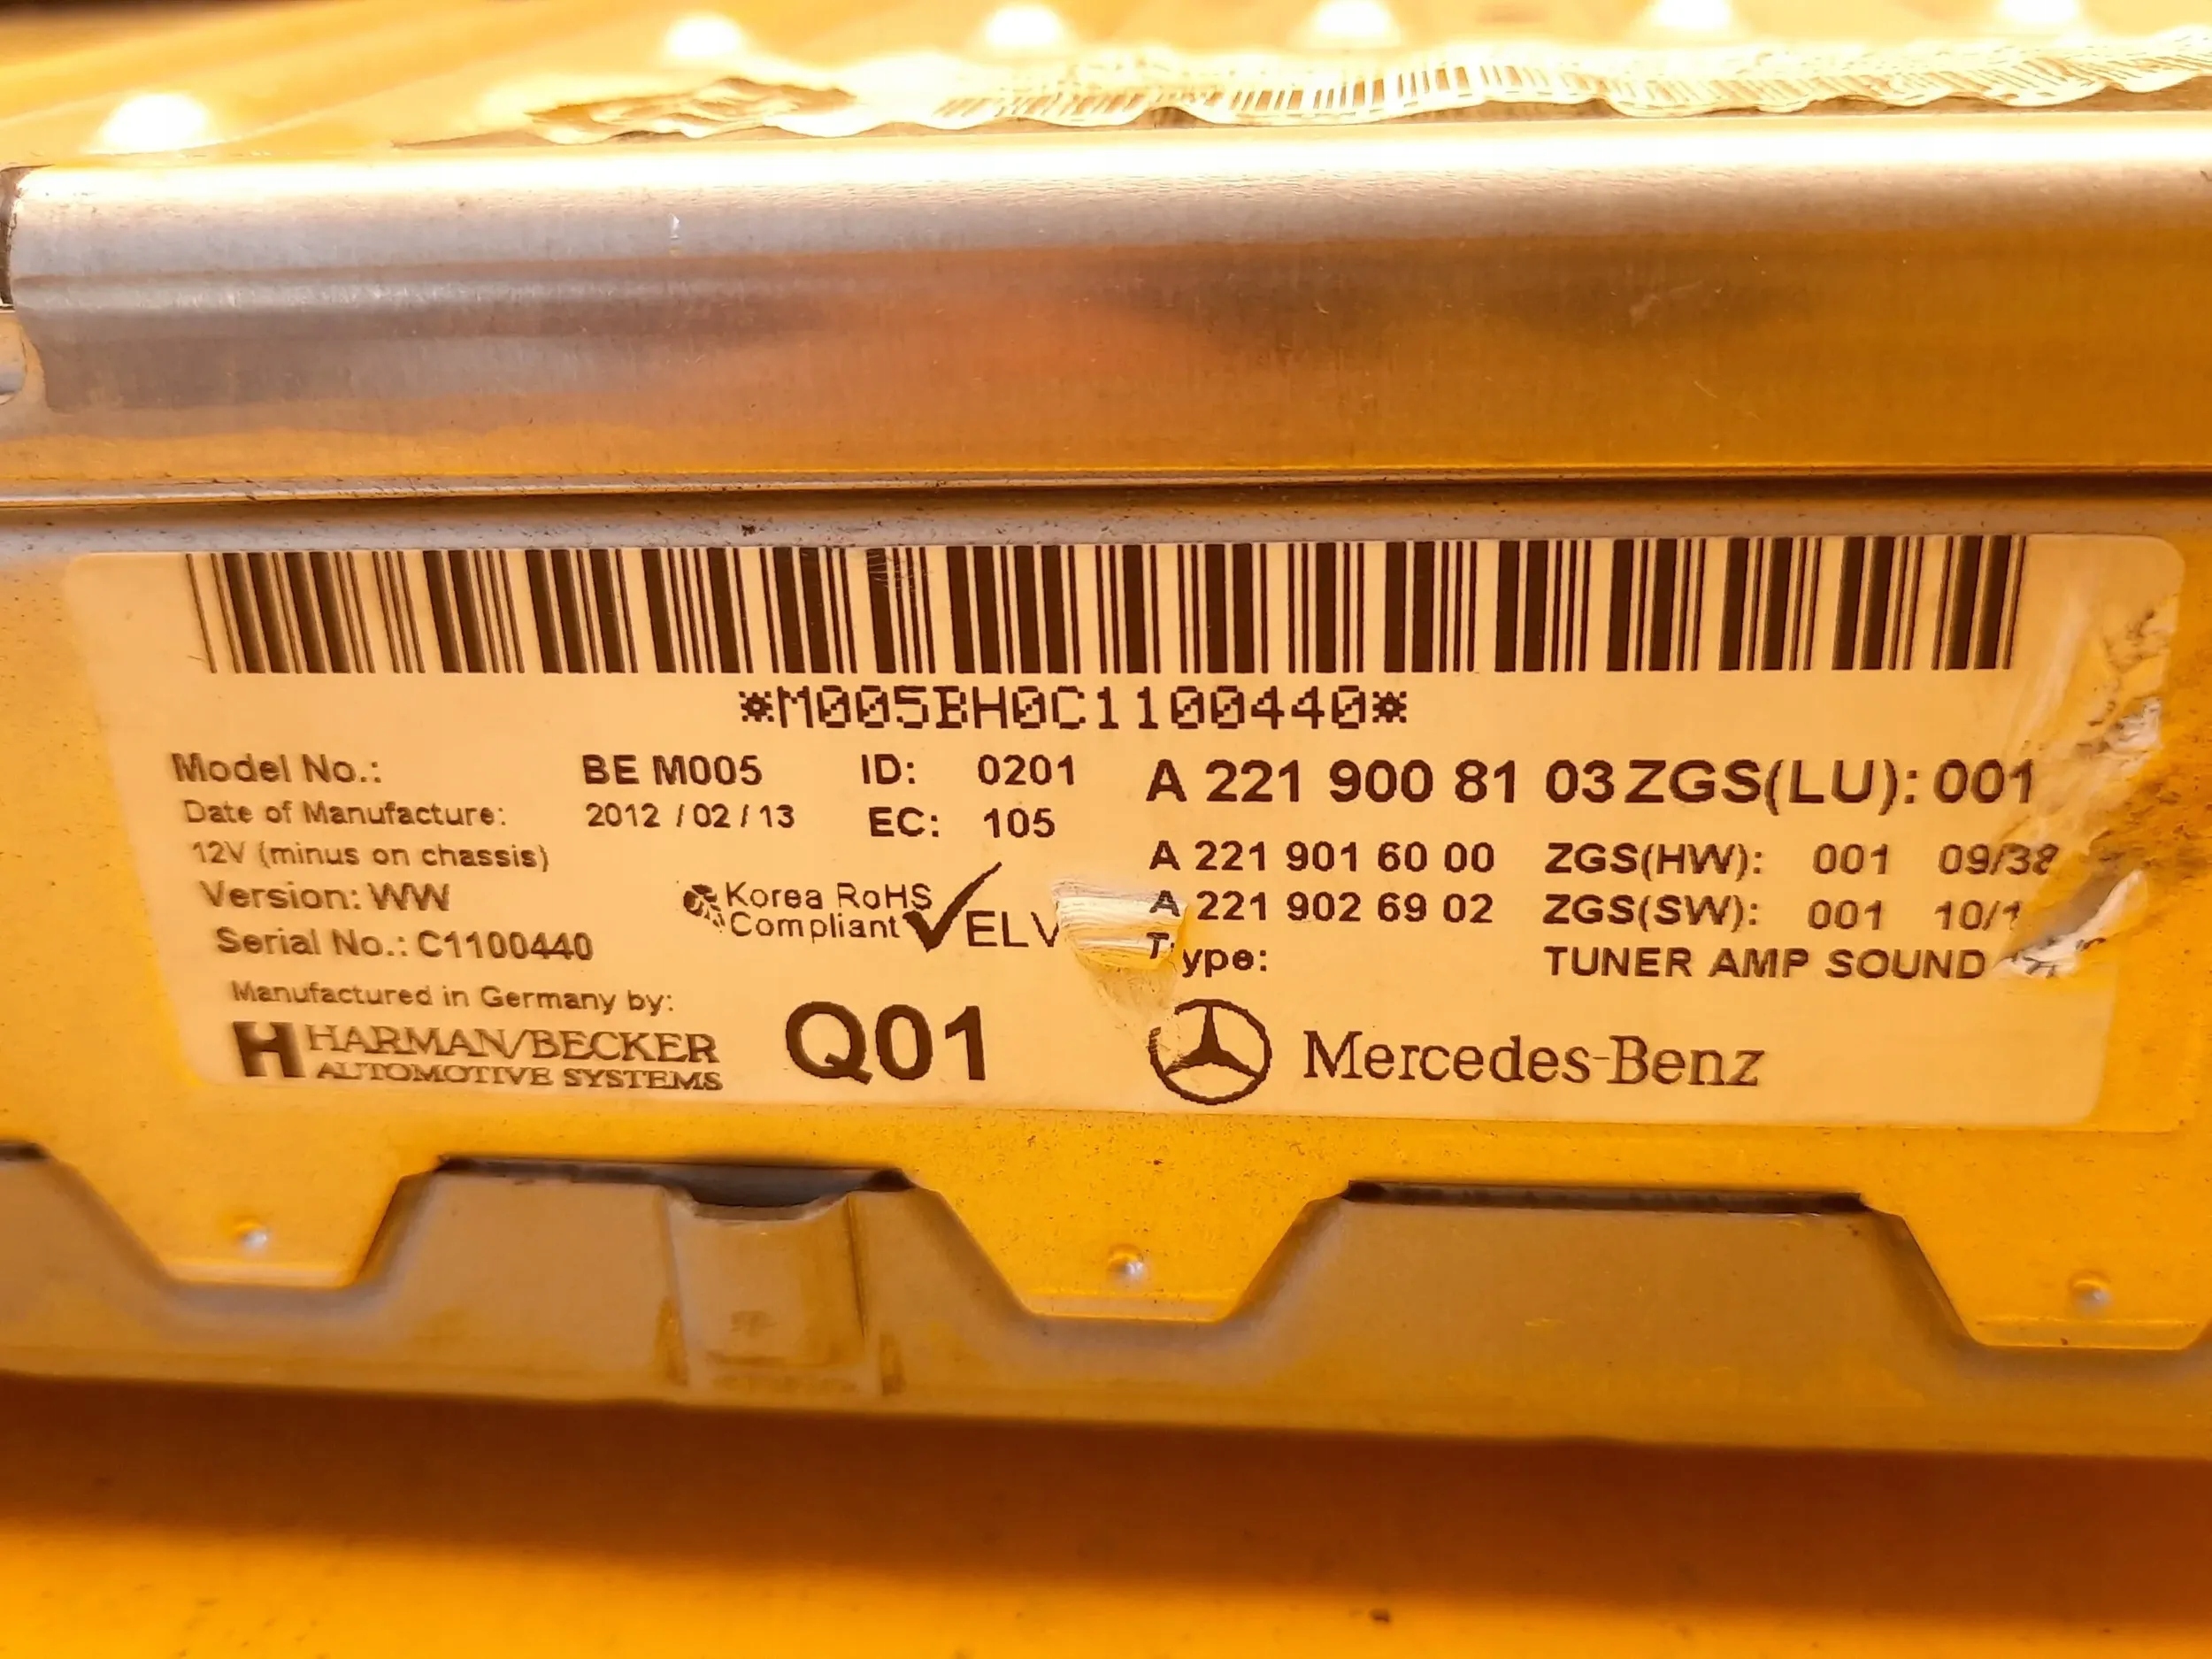 *M005BH0C1100440*
Model No.: BE M005 ID: 0201 A 221 900 81 03 ZGS(LU): 001
Date of Manufacture: 2012 / 02 / 13 EC: 105
12V (minus on chassis) A 221 901 60 00 ZGS(HW): 001 09/38
Version: WW Korea RoHS A 221 902 69 02 ZGS(SW): 001
Compliant ELV
Serial No.: C1100440 Type: TUNER AMP SOUND
Manufactured in Germany by:
H HARMAN/BECKER Q01 Mercedes-Benz
AUTOMOTIVE SYSTEMS